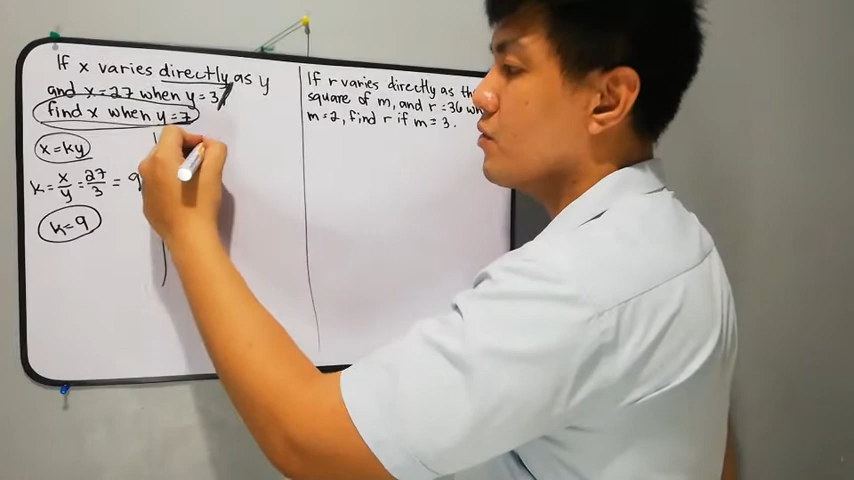 If x varies directly as y
and x = 27 when y = 3,
find x when y = 7
x = ky
k = x/y = 27/3 = 9
k = 9
If r varies directly as the
square of m, and r = 36
m = 2, find r if m = 3.